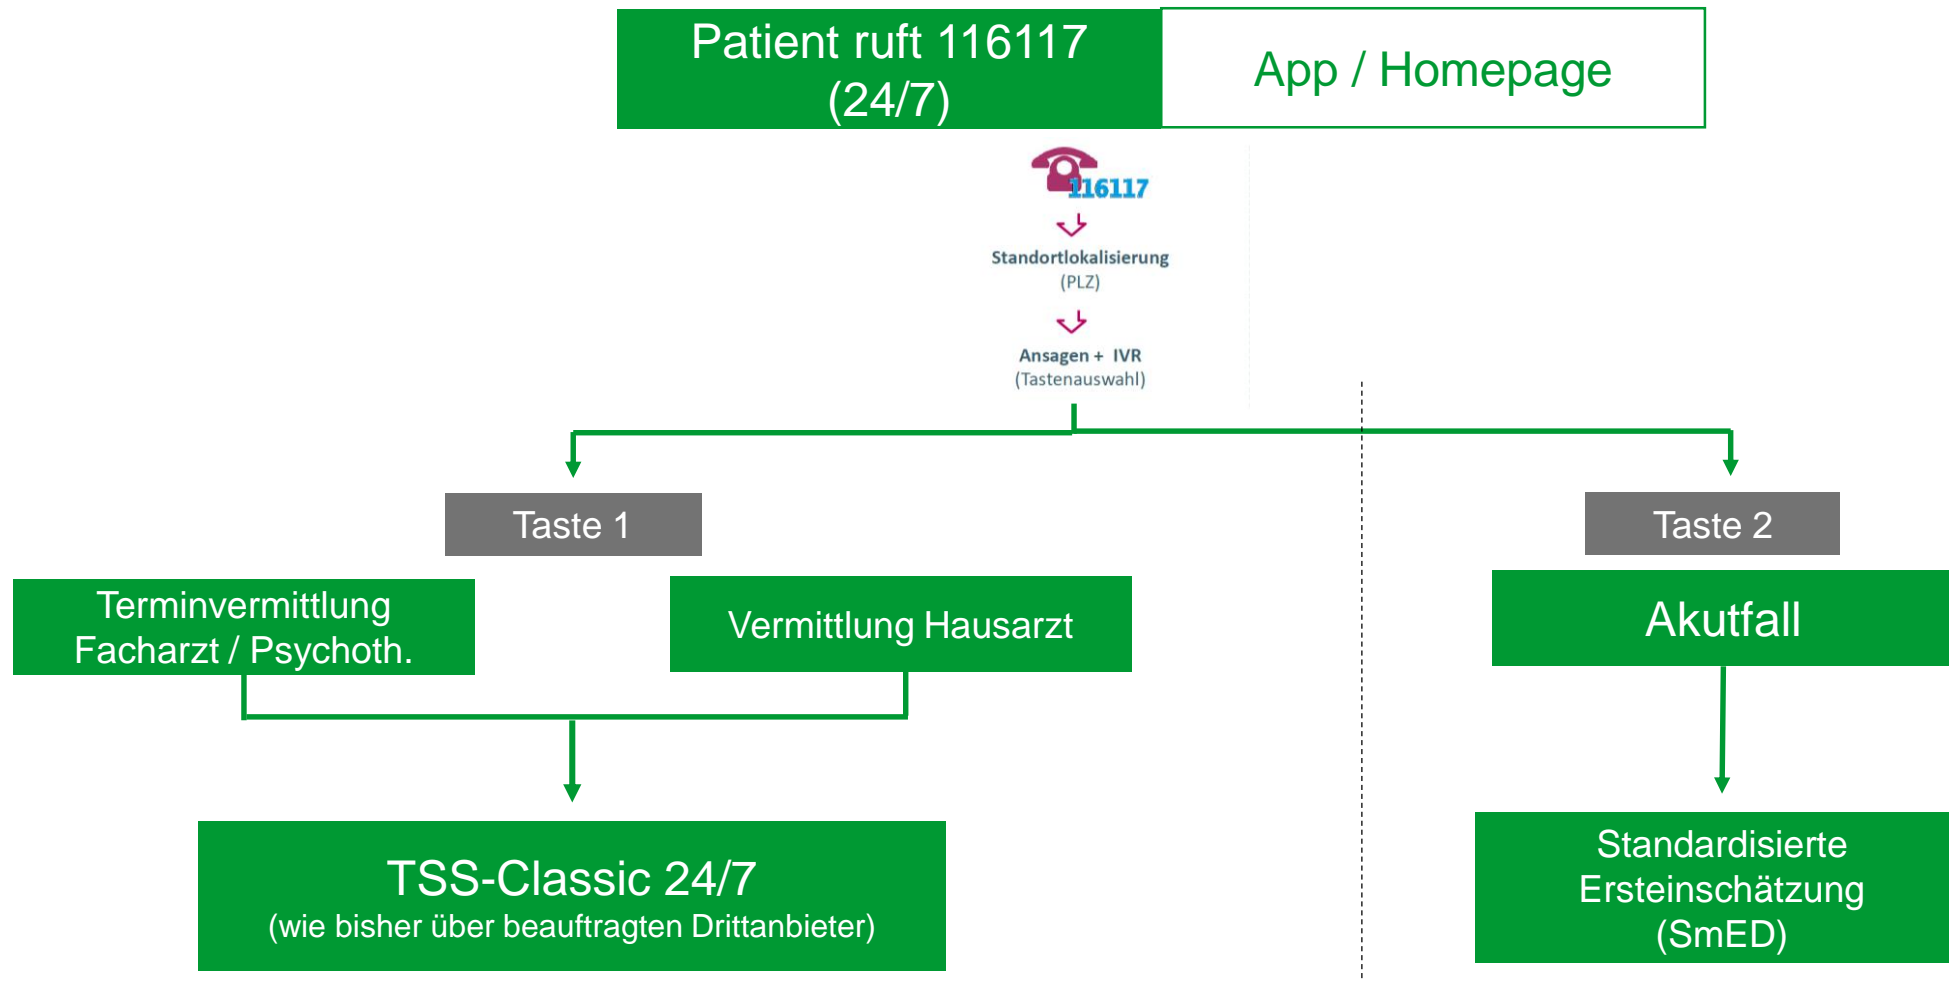 Patient ruft 116117
(24/7)
App / Homepage
116117
Standortlokalisierung
(PLZ)
Ansagen + IVR
(Tastenauswahl)
Taste 1
Taste 2
Terminvermittlung
Facharzt / Psychoth.
Vermittlung Hausarzt
Akutfall
TSS-Classic 24/7
(wie bisher über beauftragten Drittanbieter)
Standardisierte
Ersteinschätzung
(SmED)